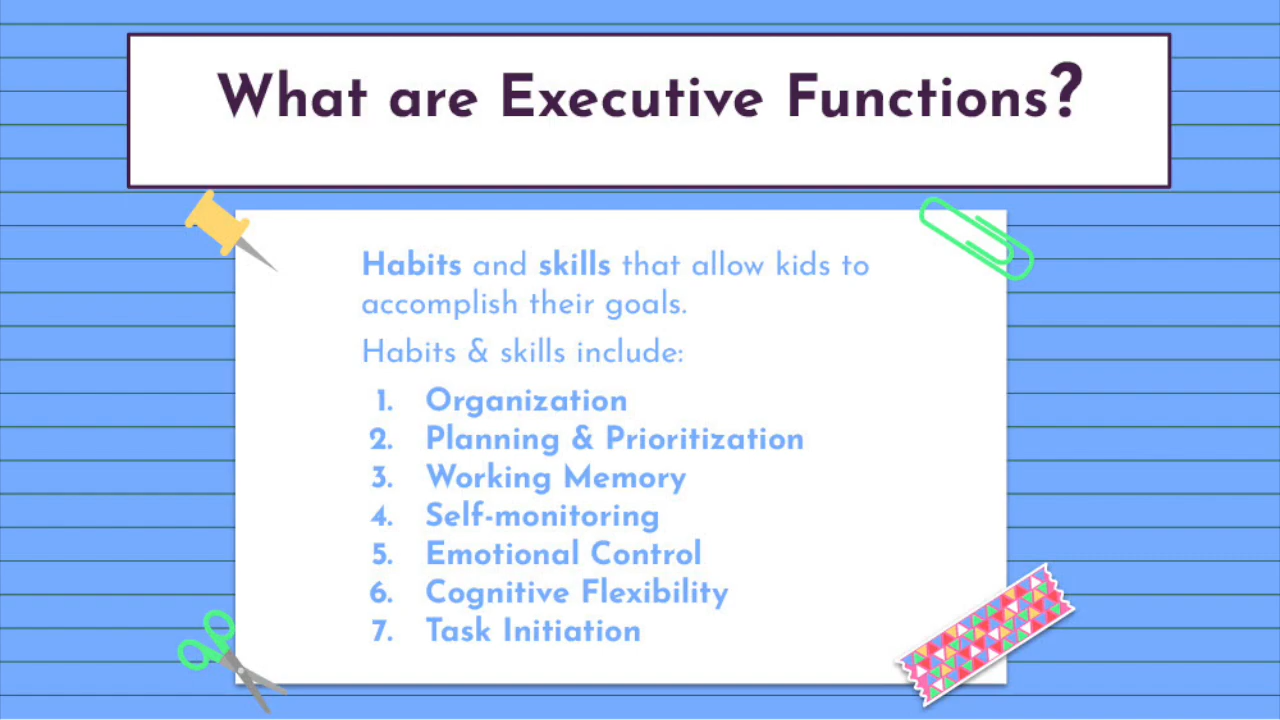 What are Executive Functions?
Habits and skills that allow kids to
accomplish their goals.
Habits & skills include:
1. Organization
2. Planning & Prioritization
3. Working Memory
4. Self-monitoring
5. Emotional Control
6. Cognitive Flexibility
7. Task Initiation